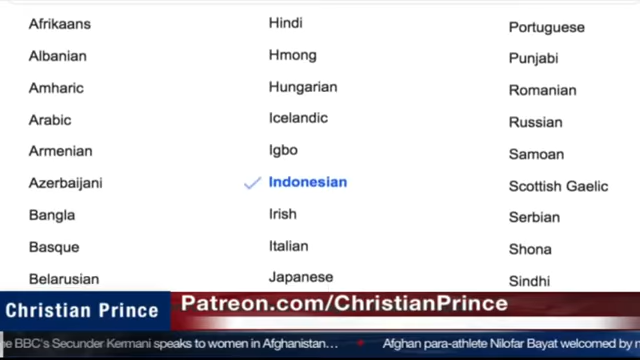 Afrikaans
Albanian
Amharic
Arabic
Armenian
Azerbaijani
Bangla
Basque
Belarusian
Hindi
Hmong
Hungarian
Icelandic
Igbo
Indonesian
Irish
Italian
Japanese
Portuguese
Punjabi
Romanian
Russian
Samoan
Scottish Gaelic
Serbian
Shona
Sindhi
Christian Prince
Patreon.com/ChristianPrince
BBC's Secunder Kermani speaks to women in Afghanistan... Afghan para-athlete Nilofar Bayat welcomed by